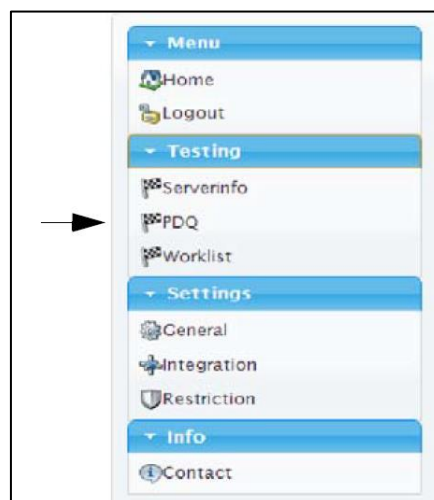 Menu
Home
Logout
Testing
Serverinfo
PDQ
Worklist
Settings
General
Integration
Restriction
Info
Contact